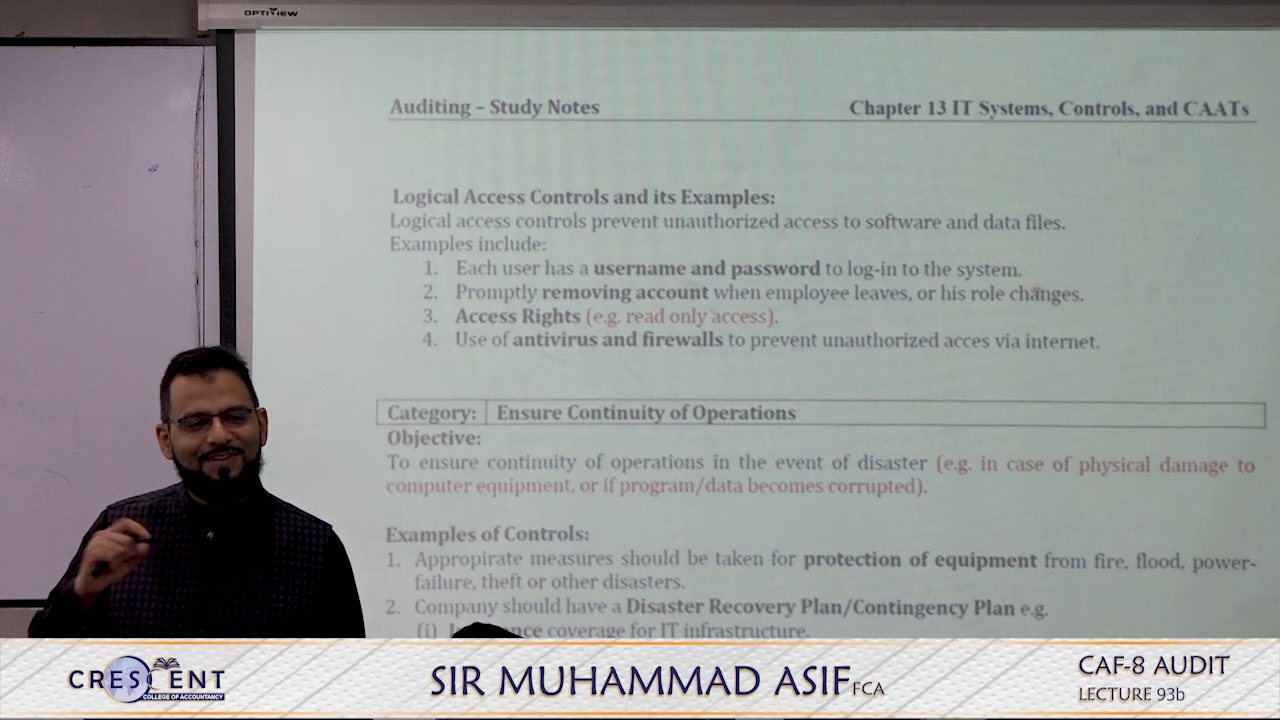 OPTIVIEW
Auditing – Study Notes
Chapter 13 IT Systems, Controls, and CAATs
Logical Access Controls and its Examples:
Logical access controls prevent unauthorized access to software and data files.
Examples include:
1. Each user has a username and password to log-in to the system.
2. Promptly removing account when employee leaves, or his role changes.
3. Access Rights (e.g. read only access).
4. Use of antivirus and firewalls to prevent unauthorized acces via internet.
Category: Ensure Continuity of Operations
Objective:
To ensure continuity of operations in the event of disaster (e.g. in case of physical damage to
computer equipment, or if program/data becomes corrupted).
Examples of Controls:
1. Appropirate measures should be taken for protection of equipment from fire, flood, power-
failure, theft or other disasters.
2. Company should have a Disaster Recovery Plan/Contingency Plan e.g.
(i) coverage for IT infrastructure.
CRESCENT
COLLEGE OF ACCOUNTANCY
SIR MUHAMMAD ASIF FCA
CAF-8 AUDIT
LECTURE 93b